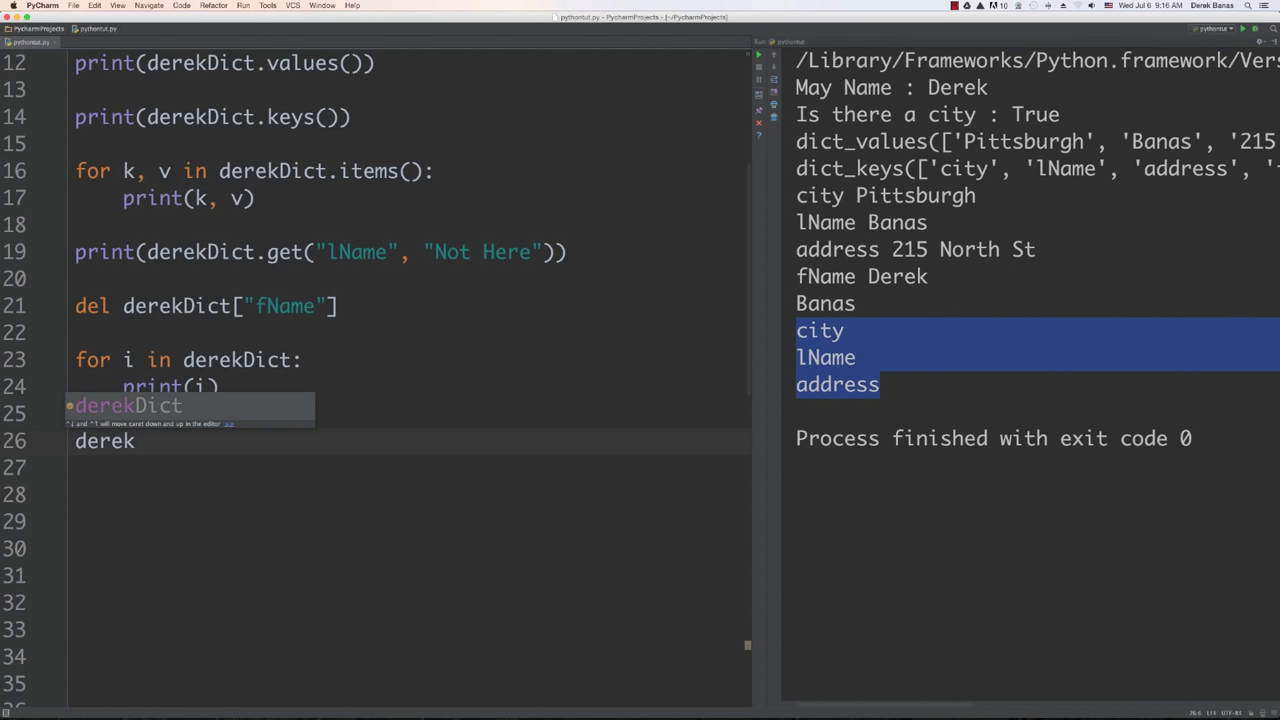 PyCharm File Edit View Navigate Code Refactor Run Tools VCS Window Help
10 Wed Jul 6 9:16 AM Derek Banas
pythontut.py - PycharmProjects - [~/PycharmProjects]
PycharmProjects pythontut.py
pythontut
pythontut.py
Run pythontut
12 print(derekDict.values())
13
14 print(derekDict.keys())
15
16 for k, v in derekDict.items():
17 print(k, v)
18
19 print(derekDict.get("lName", "Not Here"))
20
21 del derekDict["fName"]
22
23 for i in derekDict:
24 print(i)
derekDict
25
^↓ and ^↑ will move caret down and up in the editor >>
26 derek
27
28
29
30
31
32
33
34
35
/Library/Frameworks/Python.framework/Vers
May Name : Derek
Is there a city : True
dict_values(['Pittsburgh', 'Banas', '215
dict_keys(['city', 'lName', 'address', '
city Pittsburgh
lName Banas
address 215 North St
fName Derek
Banas
city
lName
address
Process finished with exit code 0
26:6 LF‡ UTF-8‡